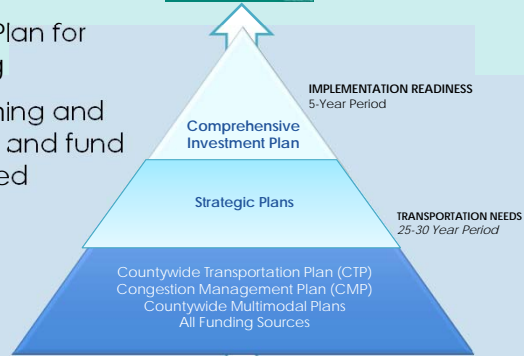 Plan for
IMPLEMENTATION READINESS
5-Year Period
ning and
and fund
Comprehensive
Investment Plan
Strategic Plans
TRANSPORTATION NEEDS
25-30 Year Period
Countywide Transportation Plan (CTP)
Congestion Management Plan (CMP)
Countywide Multimodal Plans
All Funding Sources